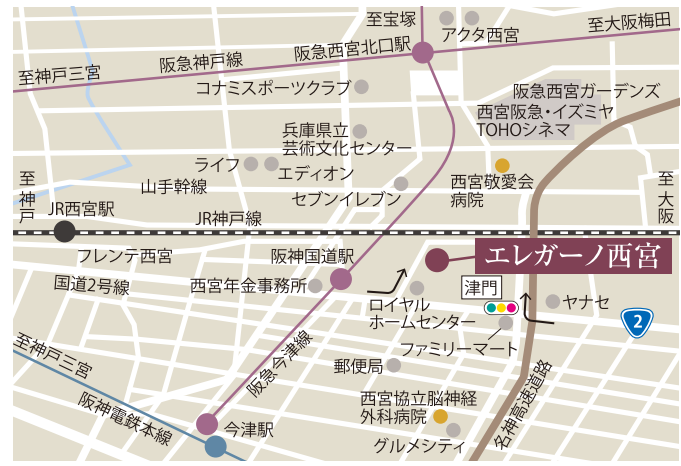 至宝塚
アクタ西宮
至大阪梅田
阪急西宮北口駅
阪急神戸線
至神戸三宮
コナミスポーツクラブ
阪急西宮ガーデンズ
西宮阪急・イズミヤ
TOHOシネマ
兵庫県立
芸術文化センター
ライフ
エディオン
山手幹線
セブンイレブン
西宮敬愛会
病院
至神戸
至大阪
JR西宮駅
JR神戸線
フレンテ西宮
阪神国道駅
エレガーノ西宮
国道2号線
西宮年金事務所
津門
ロイヤル
ホームセンター
ヤナセ
2
ファミリーマート
至神戸三宮
阪急今津線
郵便局
阪神電鉄本線
今津駅
西宮協立脳神経
外科病院
グルメシティ
名神高速道路